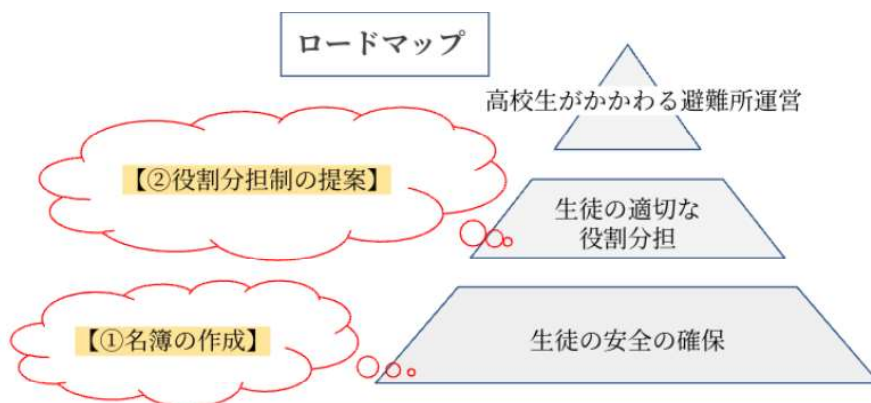 ロードマップ
高校生がかかわる避難所運営
【②役割分担制の提案】
生徒の適切な
役割分担
【①名簿の作成】
生徒の安全の確保